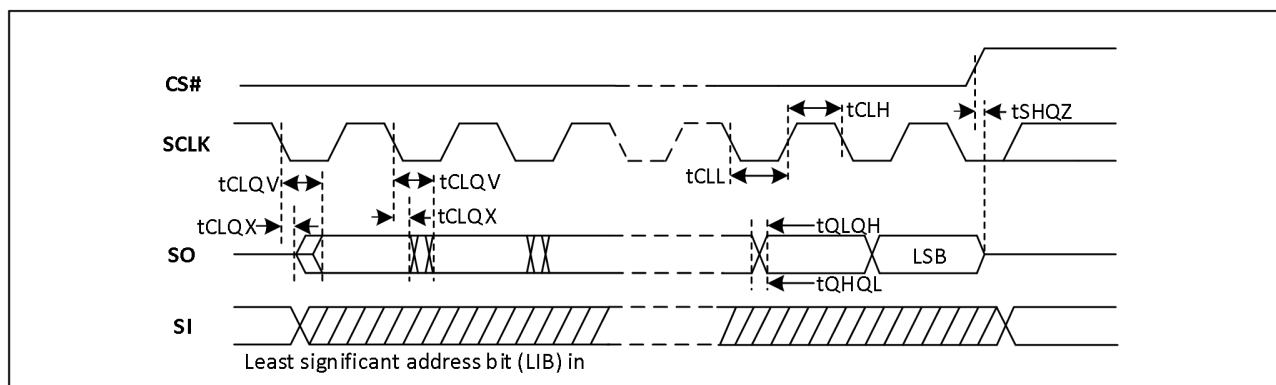 CS#
tCLH
tSHQZ
SCLK
tCLQV
tCLQV
tCLL
tCLQX
tCLQX
tQLQH
SO
LSB
tQHQL
SI
Least significant address bit (LIB) in